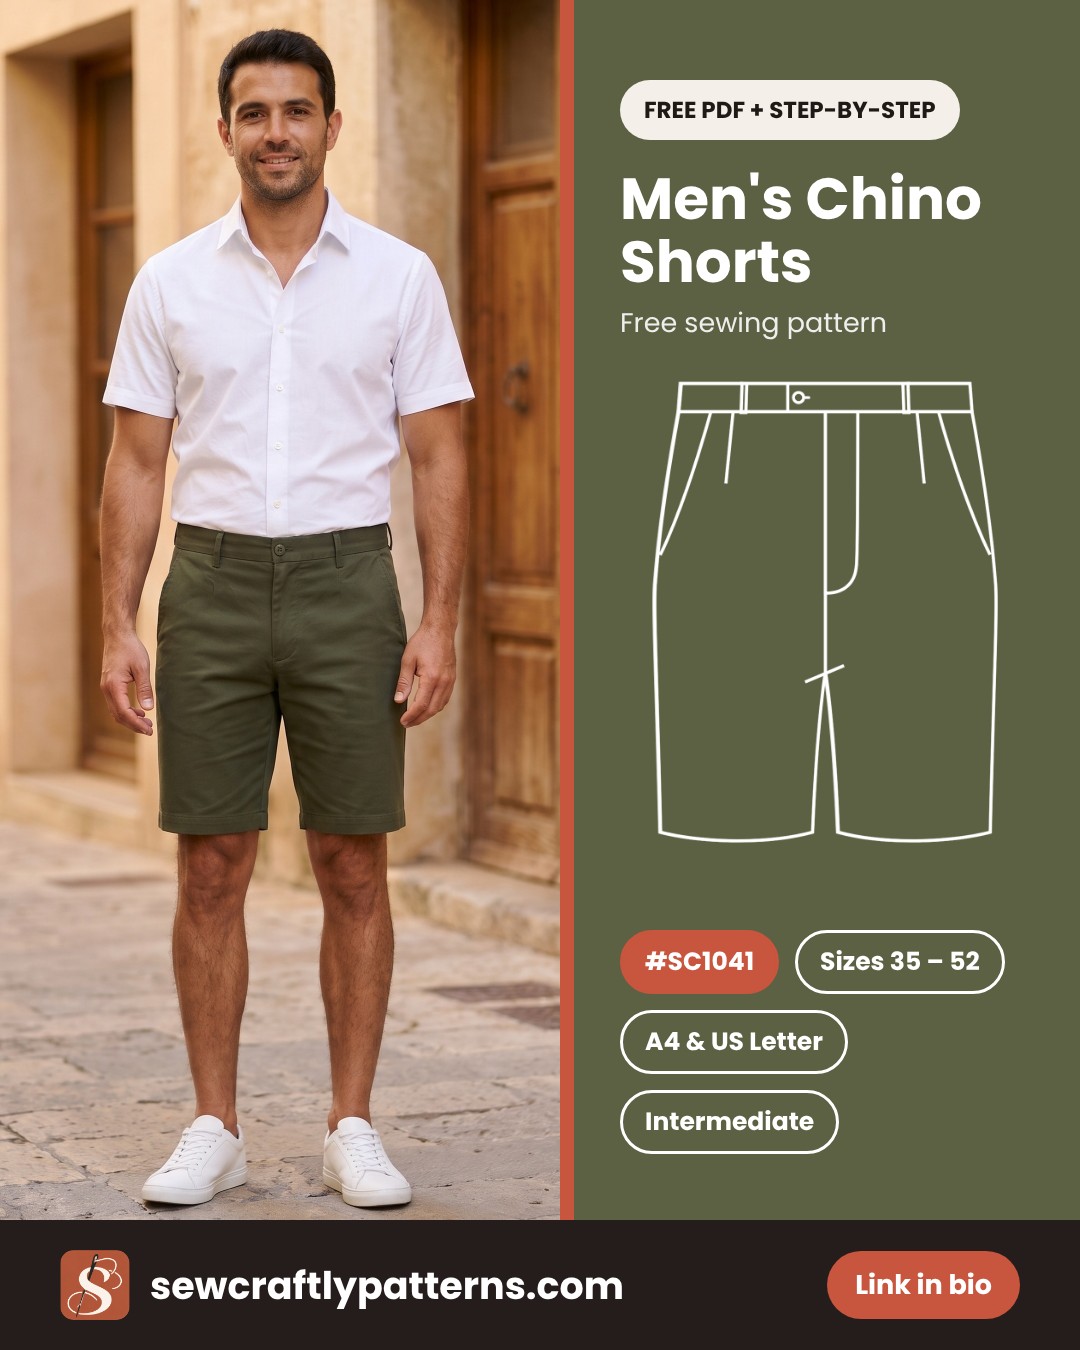 FREE PDF + STEP-BY-STEP
Men's Chino
Shorts
Free sewing pattern
#SC1041
Sizes 35 – 52
A4 & US Letter
Intermediate
S
sewcraftlypatterns.com
Link in bio